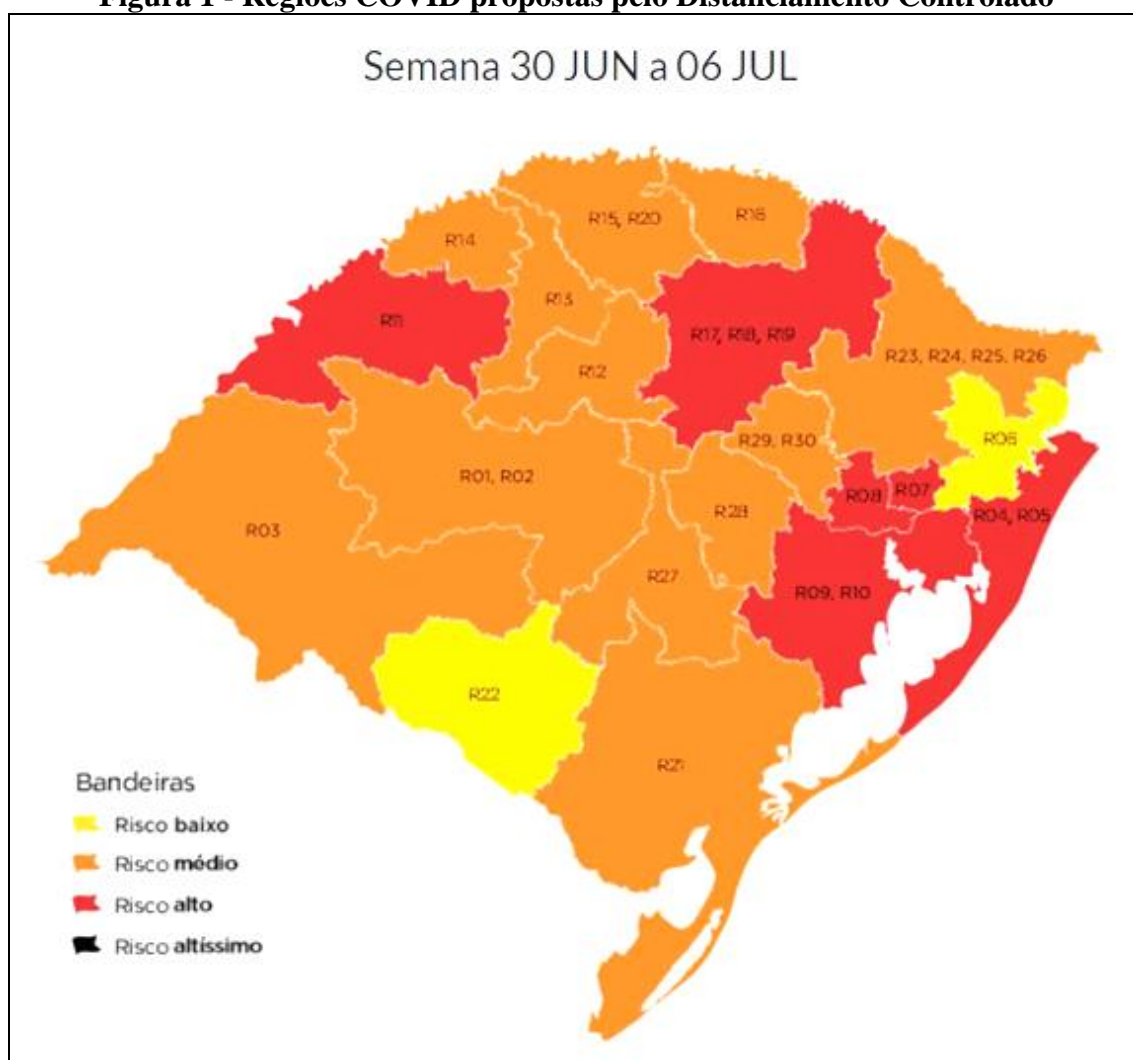 Figura 1 - Regiões COVID propostas pelo Distanciamento Controlado
Semana 30 JUN a 06 JUL
R15, R20
R16
R14
R13
R11
R17, R18, R19
R23, R24, R25, R26
R12
R06
R29, R30
R01, R02
R08
R07
R28
R04, R05
R03
R27
R09, R10
R22
R21
Bandeiras
Risco baixo
Risco médio
Risco alto
Risco altíssimo